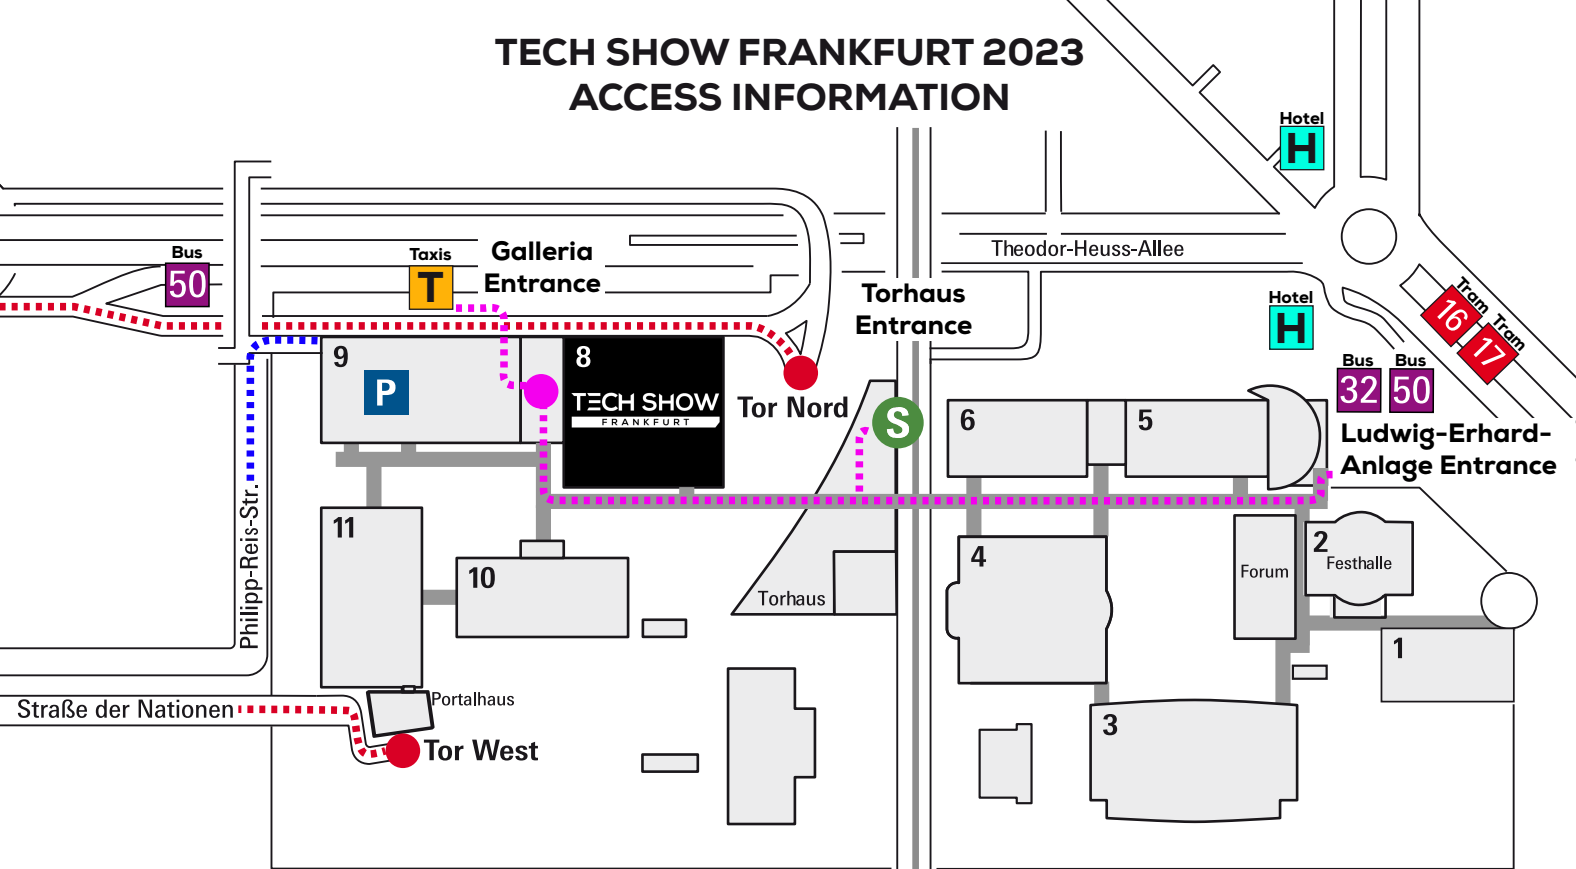 TECH SHOW FRANKFURT 2023
ACCESS INFORMATION
Hotel
H
Theodor-Heuss-Allee
Bus
50
Taxis
T
Galleria
Entrance
Torhaus
Entrance
Hotel
H
Tram
16
Tram
17
Bus
32
Bus
50
Ludwig-Erhard-
Anlage Entrance
9
P
8
TECH SHOW
FRANKFURT
Tor Nord
S
6
5
Philipp-Reis-Str.
11
10
Torhaus
4
Forum
2
Festhalle
1
3
Portalhaus
Straße der Nationen
Tor West